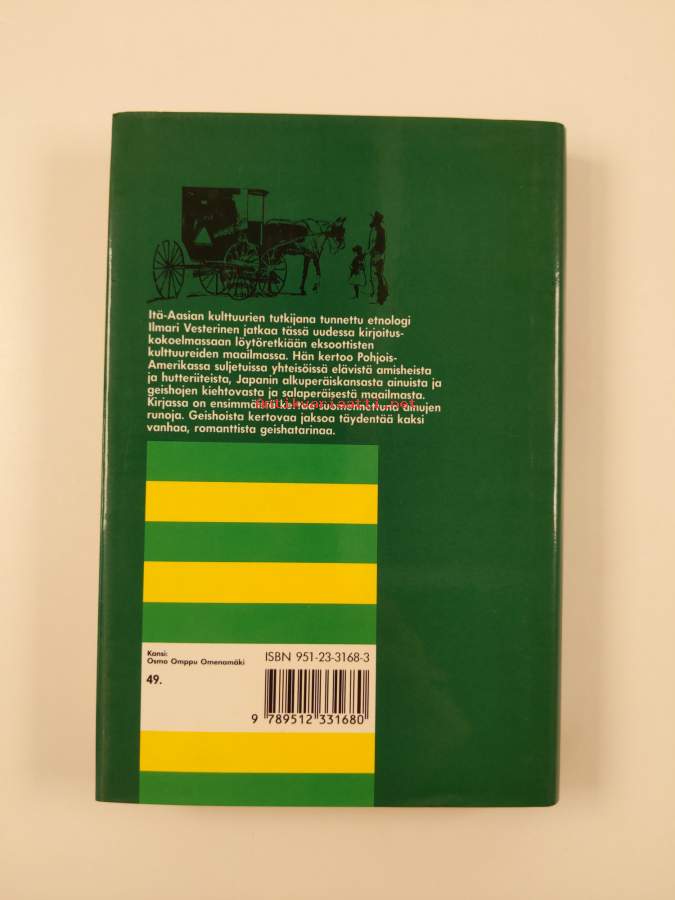 Itä-Aasian kulttuurien tutkijana tunnettu etnologi
Ilmari Vesterinen jatkaa tässä uudessa kirjoitus-
kokoelmassaan löytöretkiään eksoottisten
kulttuureiden maailmassa. Hän kertoo Pohjois-
Amerikassa suljetuissa yhteisöissä elävistä amisheista
ja hutteriiteista, Japanin alkuperäiskansasta ainuista ja
geishojen kiehtovasta ja salaperäisestä maailmasta.
Antikvariaatti.net
Kirjassa on ensimmäistä kertaa suomennettuna ainujen
runoja. Geishoista kertovaa jaksoa täydentää kaksi
vanhaa, romanttista geishatarinaa.
Kansi:
Osmo Omppu Omenamäki
49.
ISBN 951-23-3168-3
9 789512 331680